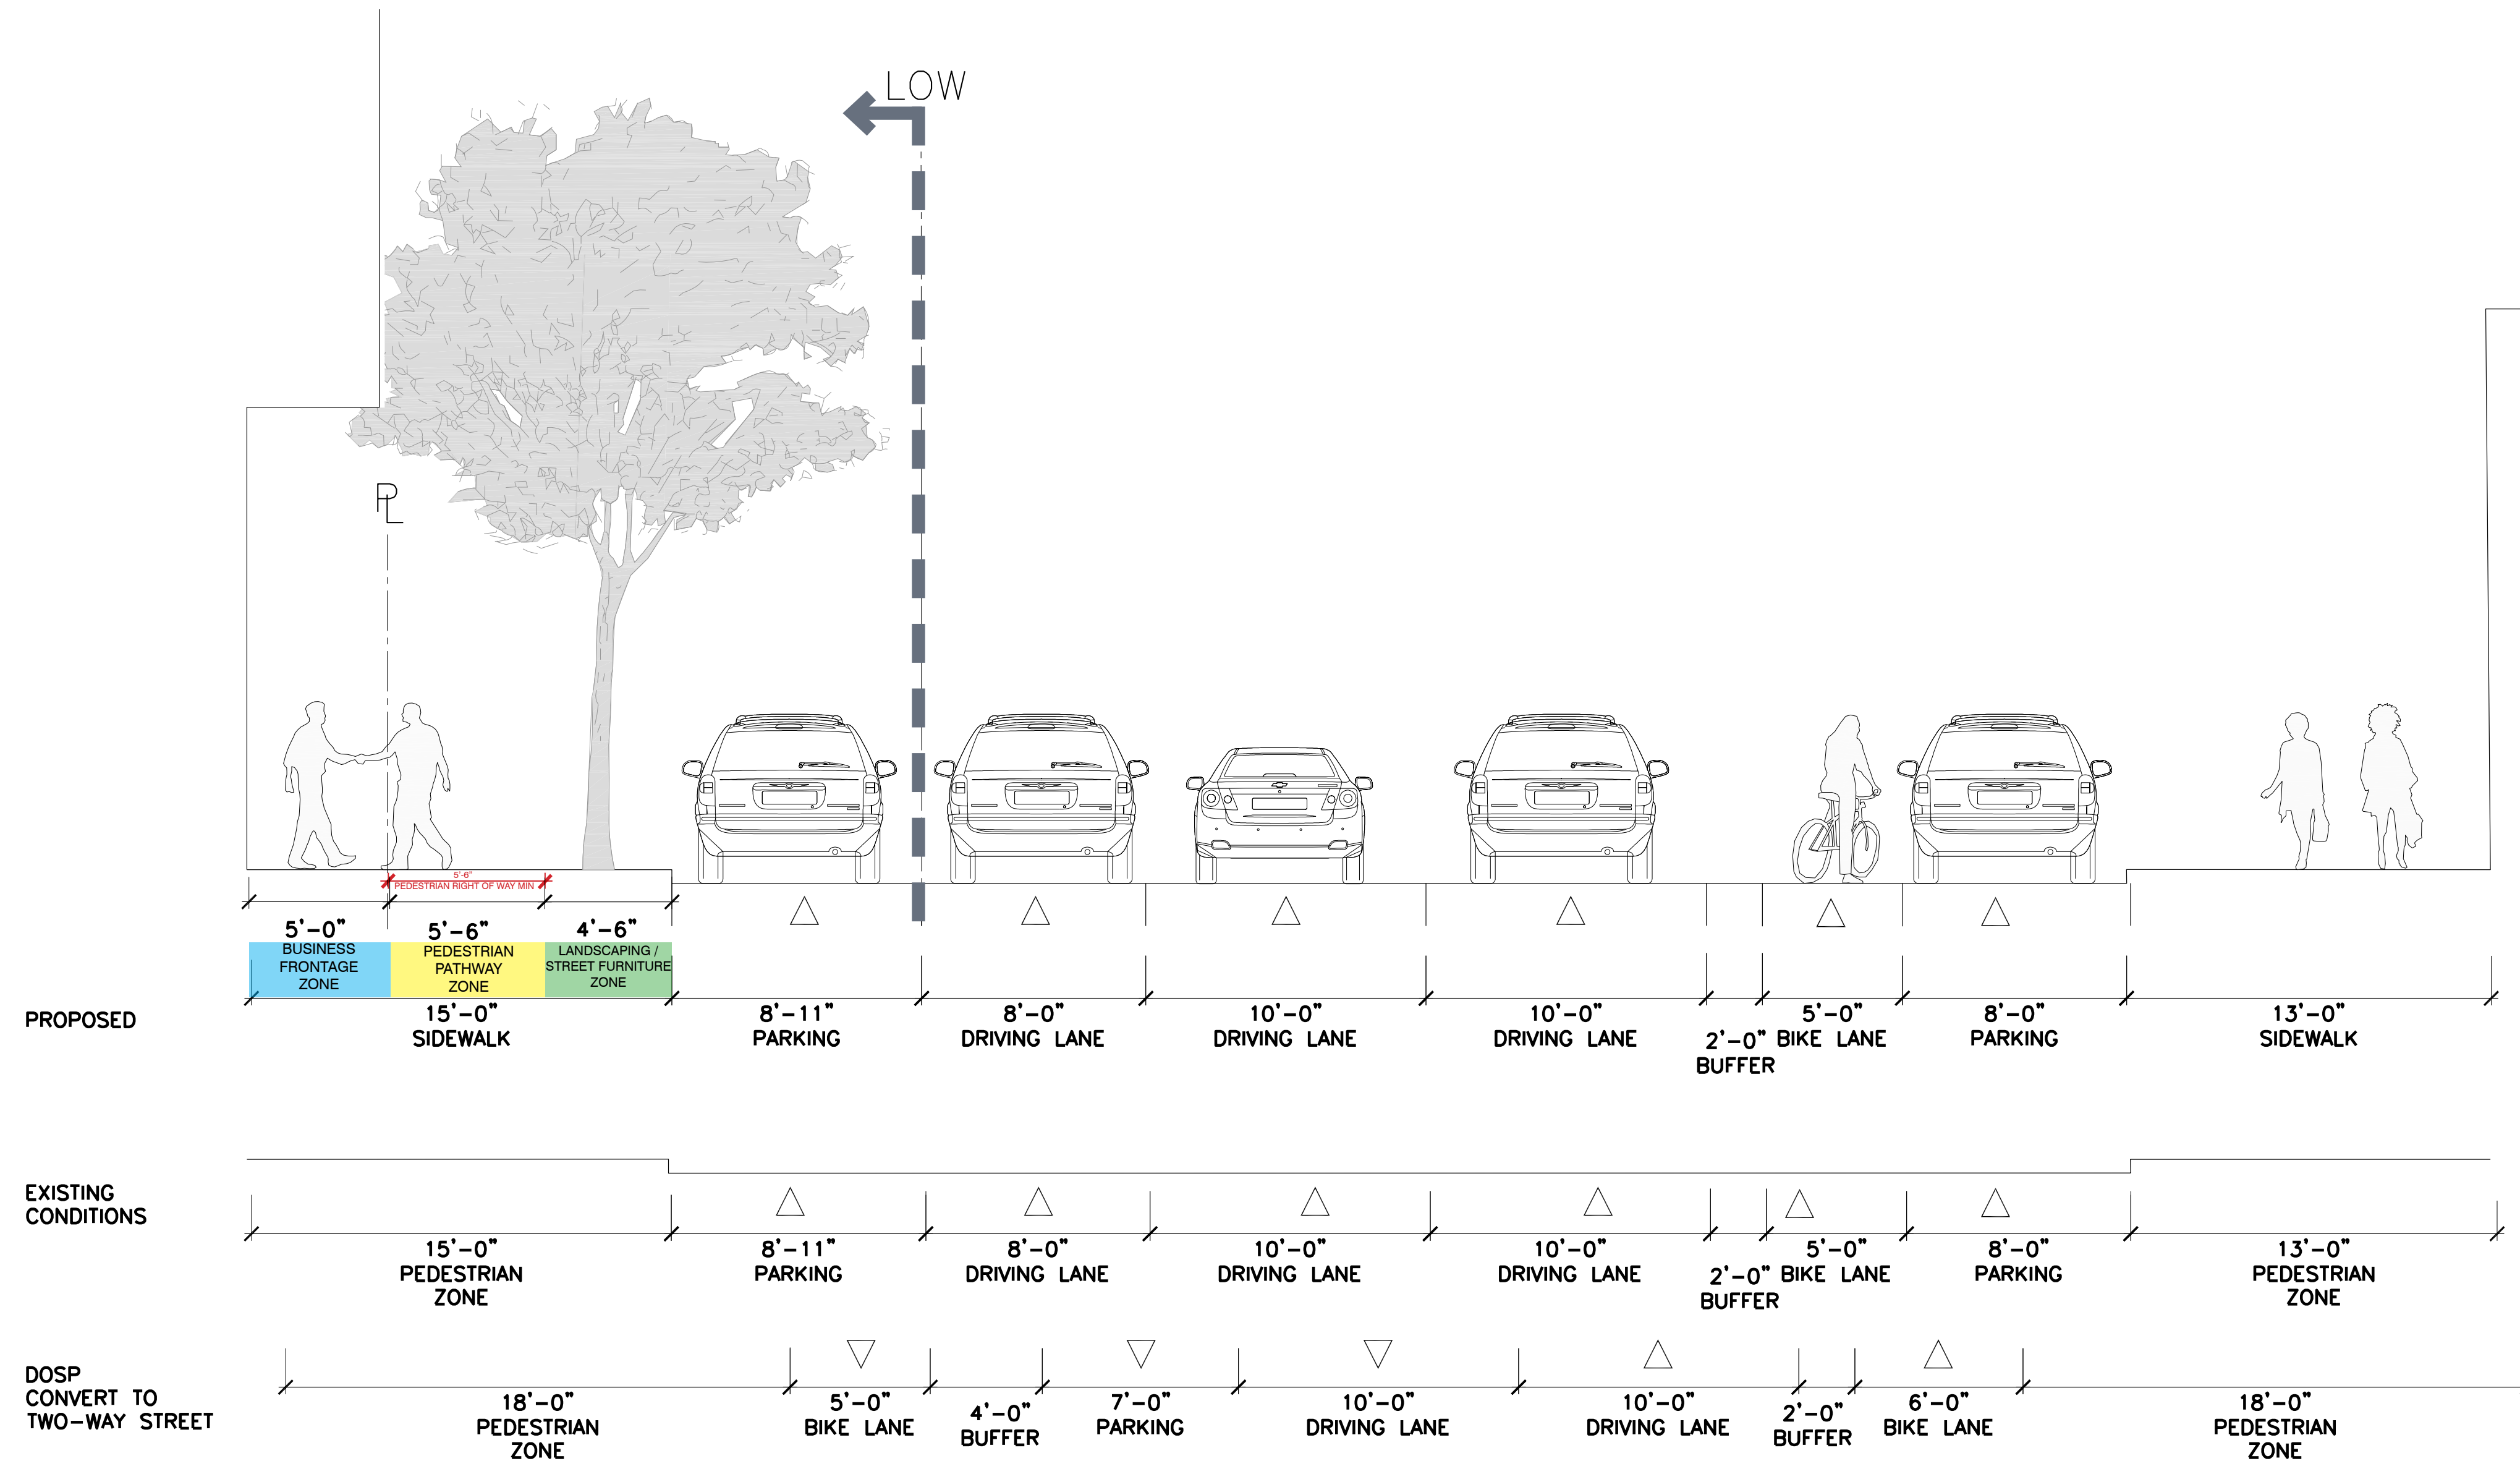 LOW
PL
5'-6"
PEDESTRIAN RIGHT OF WAY MIN
5'-0" 5'-6" 4'-6"
BUSINESS
FRONTAGE
ZONE
PEDESTRIAN
PATHWAY
ZONE
LANDSCAPING /
STREET FURNITURE
ZONE
PROPOSED
15'-0"
SIDEWALK
8'-11"
PARKING
8'-0"
DRIVING LANE
10'-0"
DRIVING LANE
10'-0"
DRIVING LANE
2'-0"
BUFFER
5'-0"
BIKE LANE
8'-0"
PARKING
13'-0"
SIDEWALK
EXISTING
CONDITIONS
15'-0"
PEDESTRIAN
ZONE
8'-11"
PARKING
8'-0"
DRIVING LANE
10'-0"
DRIVING LANE
10'-0"
DRIVING LANE
2'-0"
BUFFER
5'-0"
BIKE LANE
8'-0"
PARKING
13'-0"
PEDESTRIAN
ZONE
DOSP
CONVERT TO
TWO-WAY STREET
18'-0"
PEDESTRIAN
ZONE
5'-0"
BIKE LANE
4'-0"
BUFFER
7'-0"
PARKING
10'-0"
DRIVING LANE
10'-0"
DRIVING LANE
2'-0"
BUFFER
6'-0"
BIKE LANE
18'-0"
PEDESTRIAN
ZONE